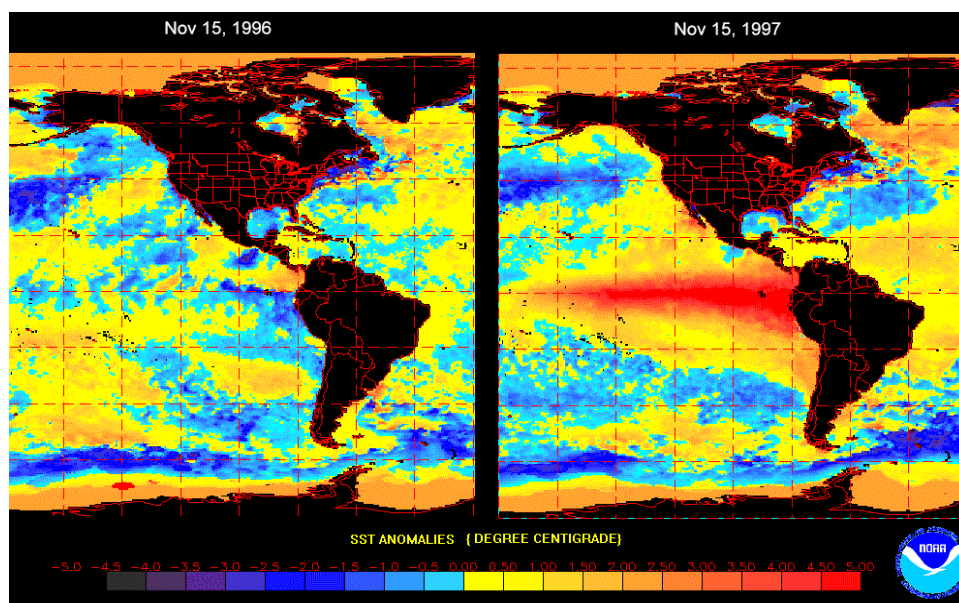 Nov 15, 1996
Nov 15, 1997
SST ANOMALIES { DEGREE CENTIGRADE}
-5.0 -4.5 -4.0 -3.5 -3.0 -2.5 -2.0 -1.5 -1.0 -0.5 0.00 0.50 1.00 1.50 2.00 2.50 3.00 3.50 4.00 4.50 5.00
NOAA